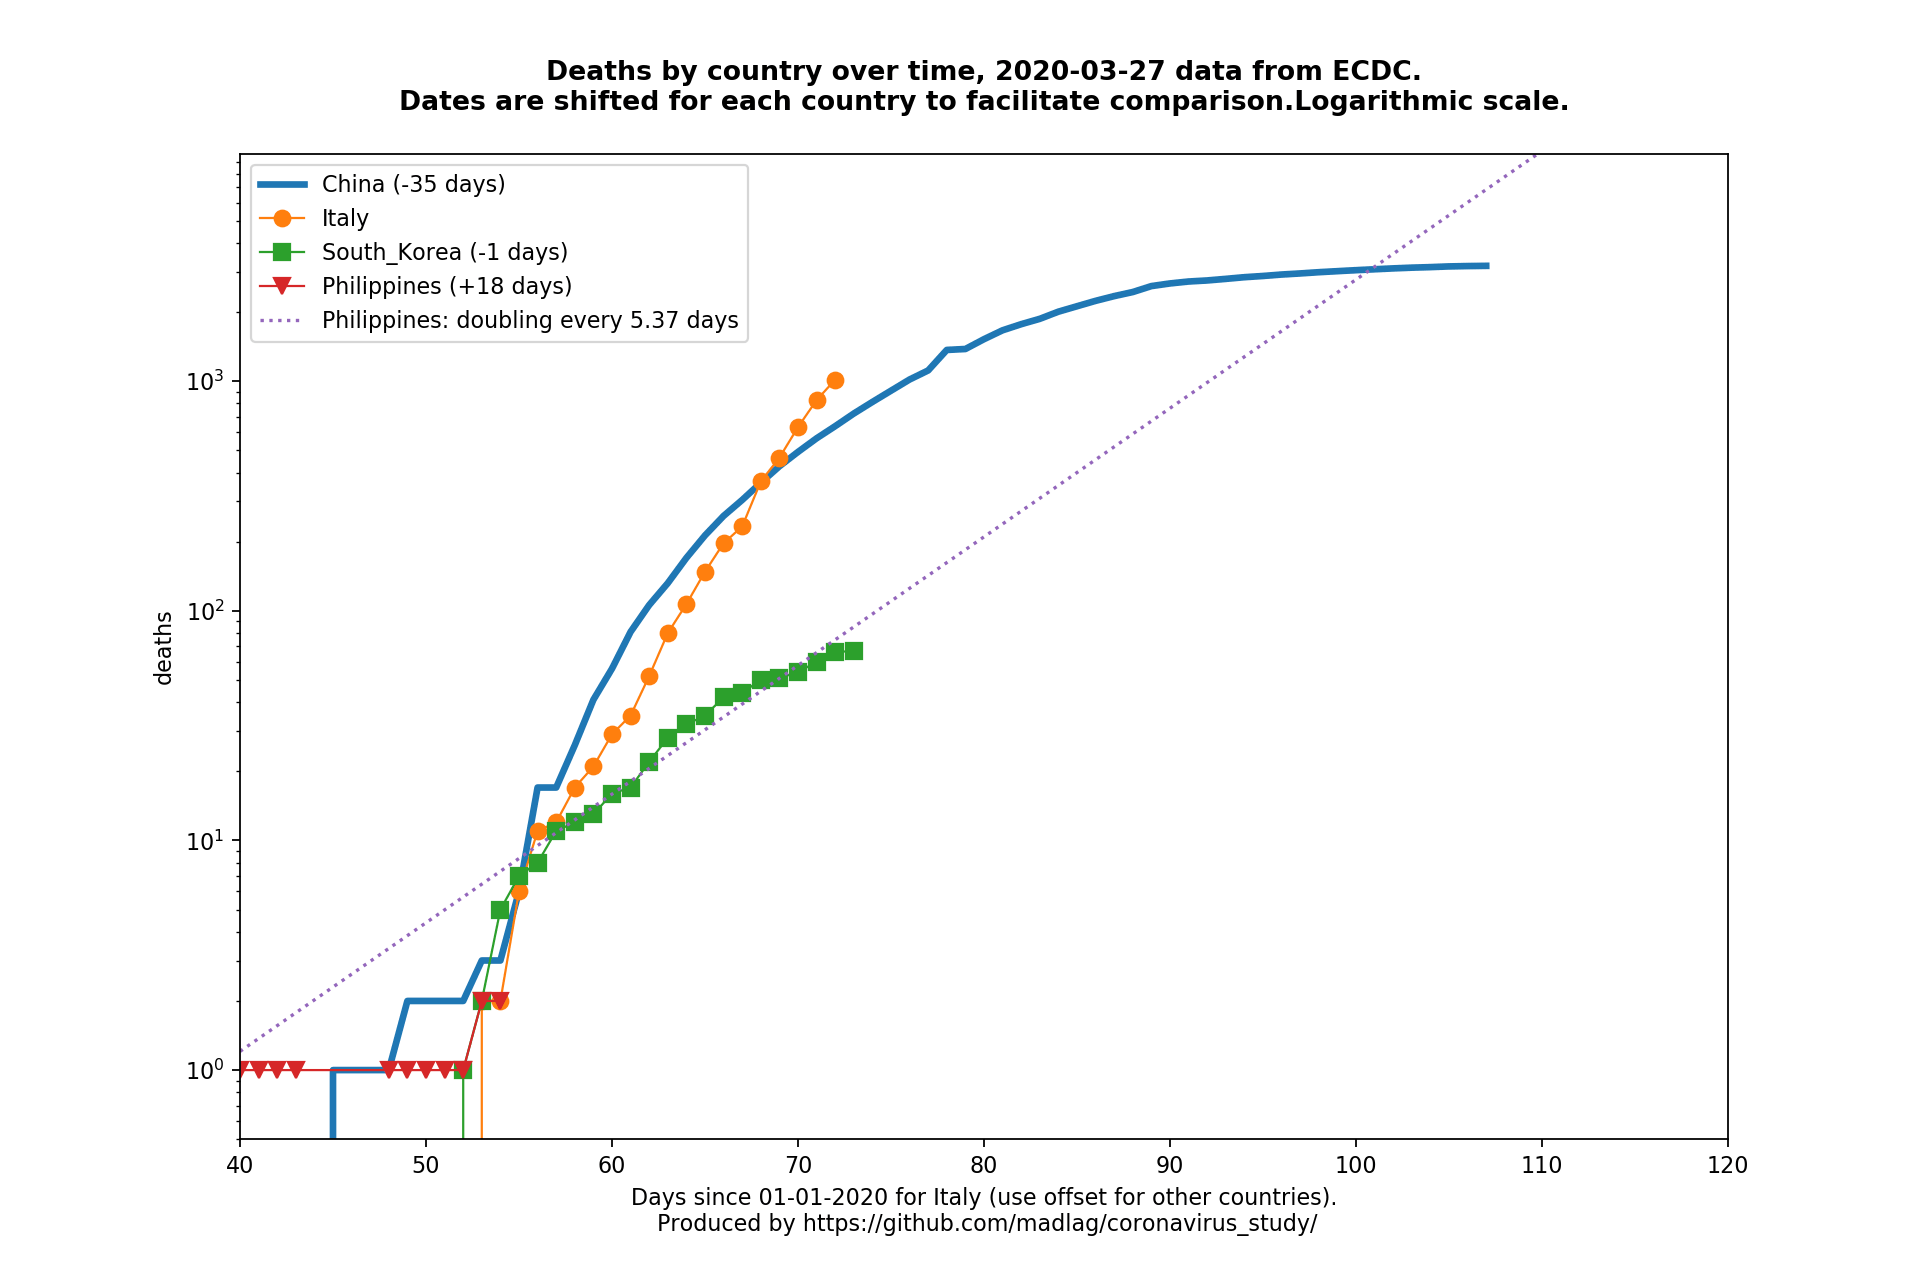 Deaths by country over time, 2020-03-27 data from ECDC.
Dates are shifted for each country to facilitate comparison.Logarithmic scale.
China (-35 days)
Italy
South_Korea (-1 days)
Philippines (+18 days)
Philippines: doubling every 5.37 days
10³
10²
10¹
10⁰
deaths
40 50 60 70 80 90 100 110 120
Days since 01-01-2020 for Italy (use offset for other countries).
Produced by https://github.com/madlag/coronavirus_study/